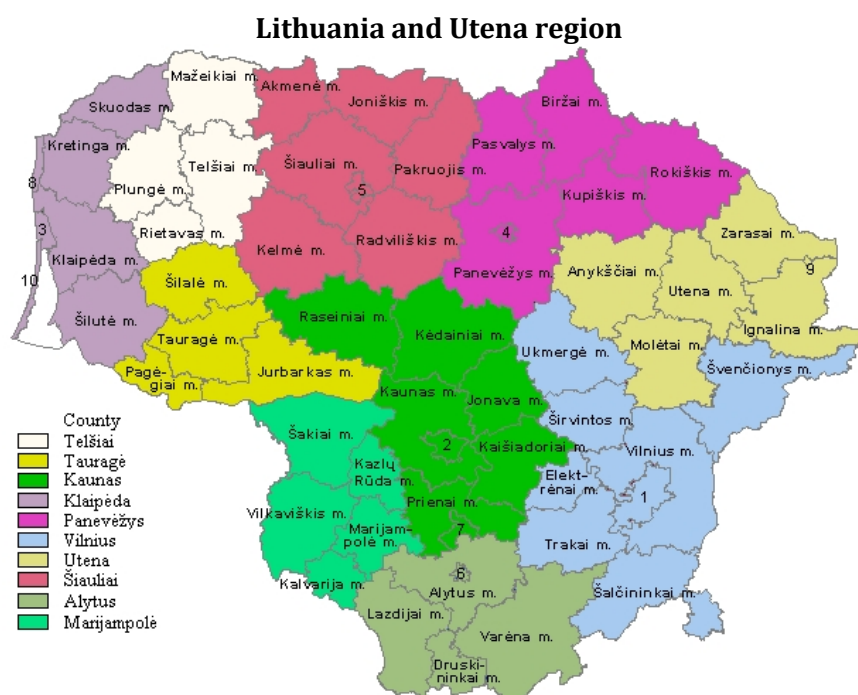 Lithuania and Utena region
Mažeikiai m.
Akmenė m.
Joniškis m.
Skuodas m.
Biržai m.
Pasvalys m.
Kretinga m.
Telšiai m.
Šiauliai m.
Pakruojis m.
Rokiškis m.
8
Plungė m.
5
Kupiškis m.
Rietavas m.
3
4
Zarasai m.
Klaipėda m.
Kelmė m.
Radviliškis m.
Panevėžys m.
Anykščiai m.
9
10
Šilalė m.
Utena m.
Šilutė m.
Raseiniai m.
Kėdainiai m.
Ignalina m.
Tauragė m.
Ukmergė m.
Molėtai m.
Pagė-
giai m.
Jurbarkas m.
Švenčionys m.
Kaunas m.
Jonava m.
Širvintos m.
Vilnius m.
Šakiai m.
2
Kaišiadoriai m.
Kazlų
Rūda m.
Elekt-
rėnai m.
1
Prienai m.
Vilkaviškis m.
Marijam-
polė m.
7
Trakai m.
6
Kalvarija m.
Alytus m.
Šalčininkai m.
Lazdijai m.
Varėna m.
Druski-
ninkai m.
County
Telšiai
Tauragė
Kaunas
Klaipėda
Panevėžys
Vilnius
Utena
Šiauliai
Alytus
Marijampolė